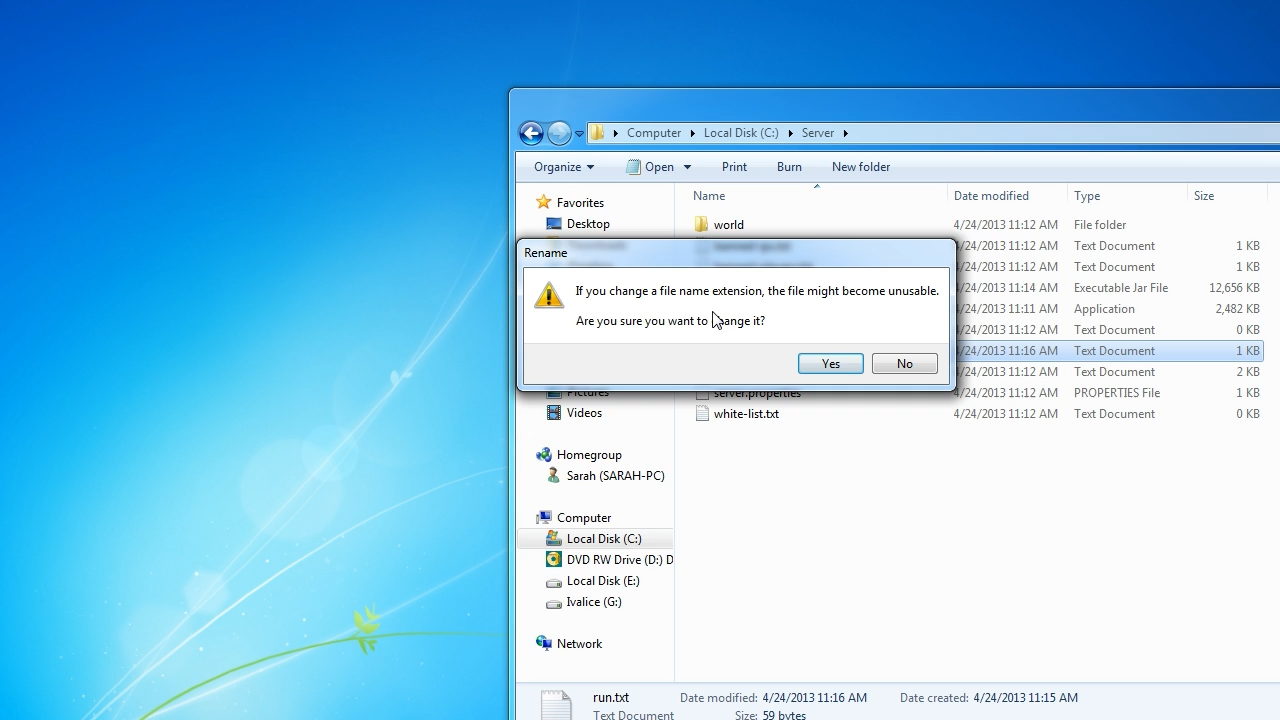 Computer Local Disk (C:) Server
Organize Open Print Burn New folder
Name Date modified Type Size
Favorites
Desktop
world 4/24/2013 11:12 AM File folder
4/24/2013 11:12 AM Text Document 1 KB
4/24/2013 11:12 AM Text Document 1 KB
4/24/2013 11:14 AM Executable Jar File 12,656 KB
4/24/2013 11:11 AM Application 2,482 KB
4/24/2013 11:12 AM Text Document 0 KB
4/24/2013 11:16 AM Text Document 1 KB
4/24/2013 11:12 AM Text Document 2 KB
server.properties 4/24/2013 11:12 AM PROPERTIES File 1 KB
white-list.txt 4/24/2013 11:12 AM Text Document 0 KB
Rename
If you change a file name extension, the file might become unusable.
Are you sure you want to change it?
Yes No
Pictures
Videos
Homegroup
Sarah (SARAH-PC)
Computer
Local Disk (C:)
DVD RW Drive (D:) D
Local Disk (E:)
Ivalice (G:)
Network
run.txt Date modified: 4/24/2013 11:16 AM Date created: 4/24/2013 11:15 AM
Text Document Size: 59 bytes